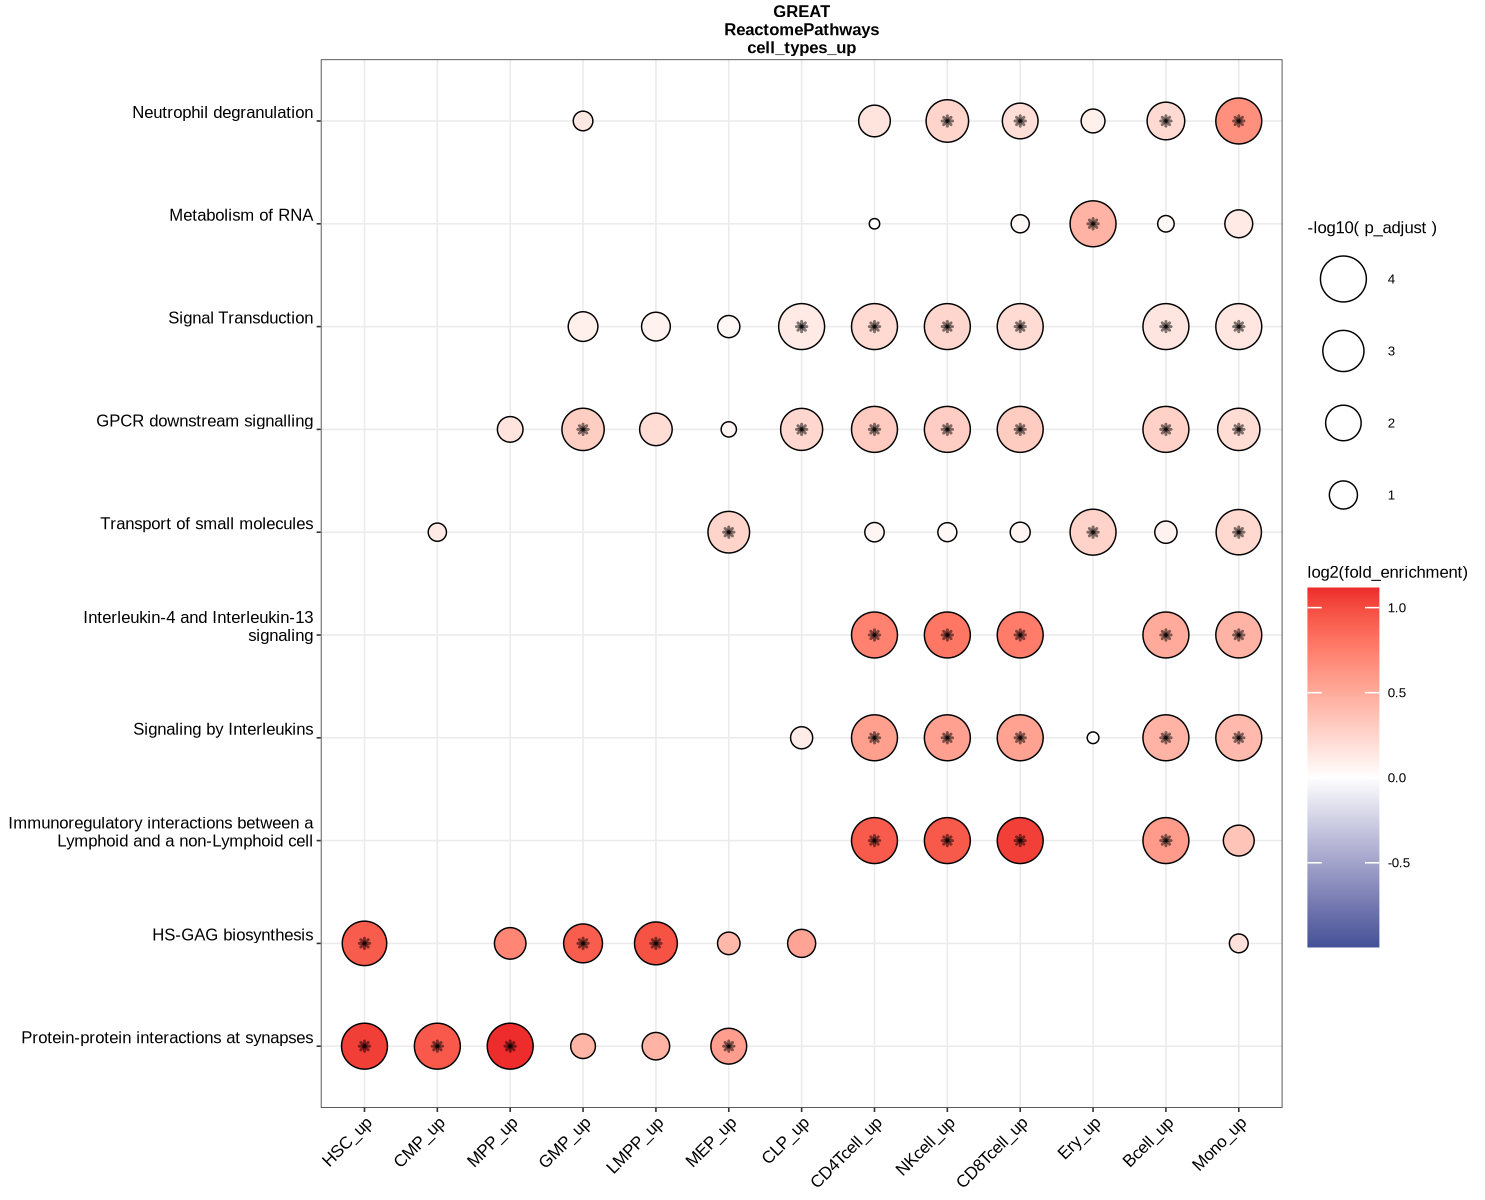 GREAT
ReactomePathways
cell_types_up
Neutrophil degranulation
Metabolism of RNA
Signal Transduction
GPCR downstream signalling
Transport of small molecules
Interleukin-4 and Interleukin-13
signaling
Signaling by Interleukins
Immunoregulatory interactions between a
Lymphoid and a non-Lymphoid cell
HS-GAG biosynthesis
Protein-protein interactions at synapses
HSC_up
CMP_up
MPP_up
GMP_up
LMPP_up
MEP_up
CLP_up
CD4Tcell_up
NKcell_up
CD8Tcell_up
Ery_up
Bcell_up
Mono_up
-log10( p_adjust )
4
3
2
1
log2(fold_enrichment)
1.0
0.5
0.0
-0.5